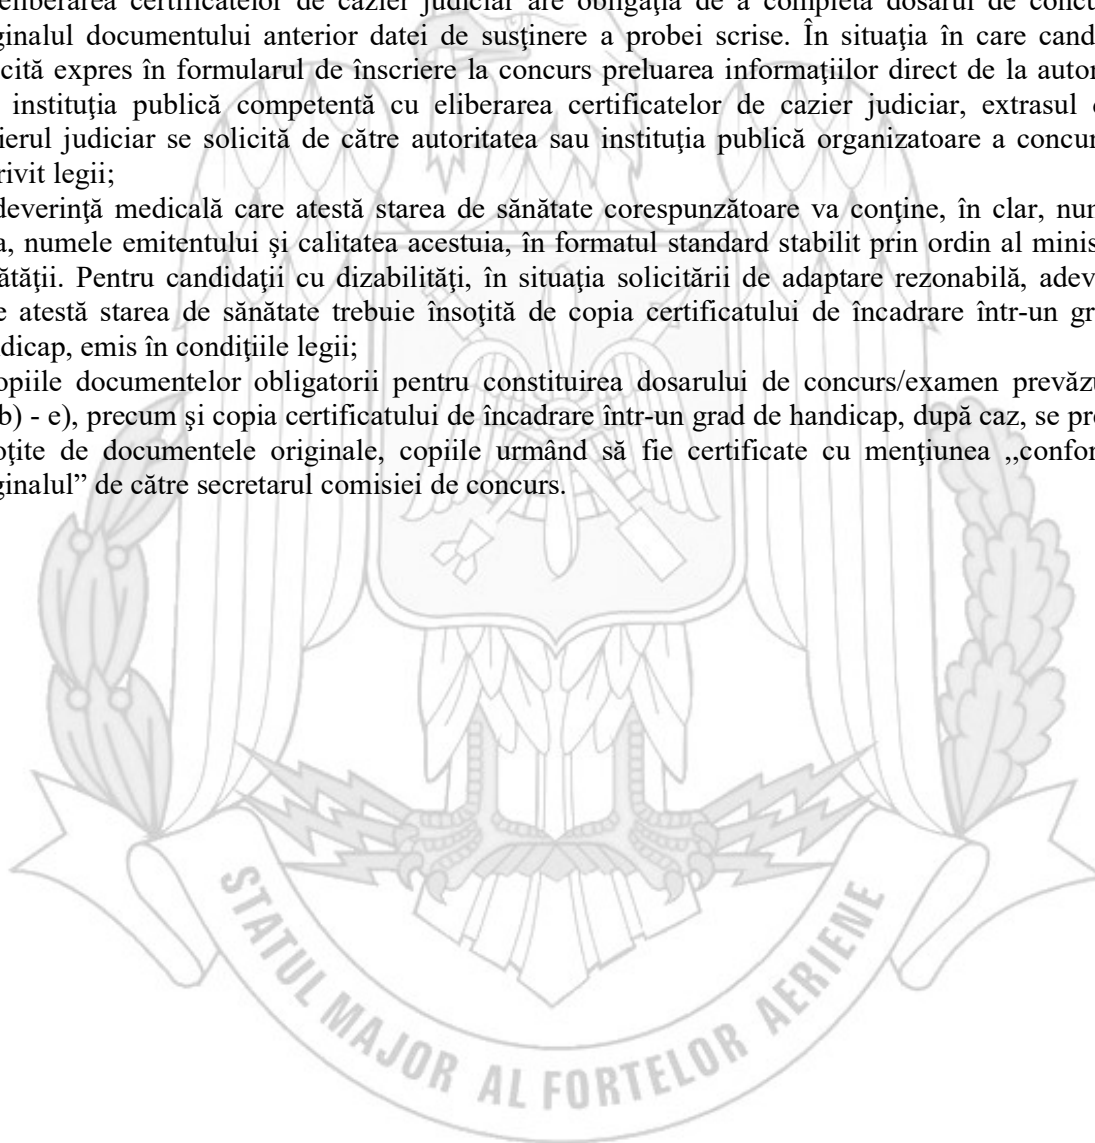 eliberarea certificatelor de cazier judiciar are obligaţia de a completa dosarul de concu
ginalul documentului anterior datei de susţinere a probei scrise. În situaţia în care cand
cită expres în formularul de înscriere la concurs preluarea informaţiilor direct de la autor
instituţia publică competentă cu eliberarea certificatelor de cazier judiciar, extrasul
ierul judiciar se solicită de către autoritatea sau instituţia publică organizatoare a concur
rivit legii;
deverinţă medicală care atestă starea de sănătate corespunzătoare va conţine, în clar, num
a, numele emitentului şi calitatea acestuia, în formatul standard stabilit prin ordin al minis
ătăţii. Pentru candidaţii cu dizabilităţi, în situaţia solicitării de adaptare rezonabilă, adev
e atestă starea de sănătate trebuie însoţită de copia certificatului de încadrare într-un gr
dicap, emis în condiţiile legii;
opiile documentelor obligatorii pentru constituirea dosarului de concurs/examen prevăzu
b) - e), precum şi copia certificatului de încadrare într-un grad de handicap, după caz, se pre
oţite de documentele originale, copiile urmând să fie certificate cu menţiunea ,,confor
ginalul” de către secretarul comisiei de concurs.
STATUL MAJOR AL FORTELOR AERIENE